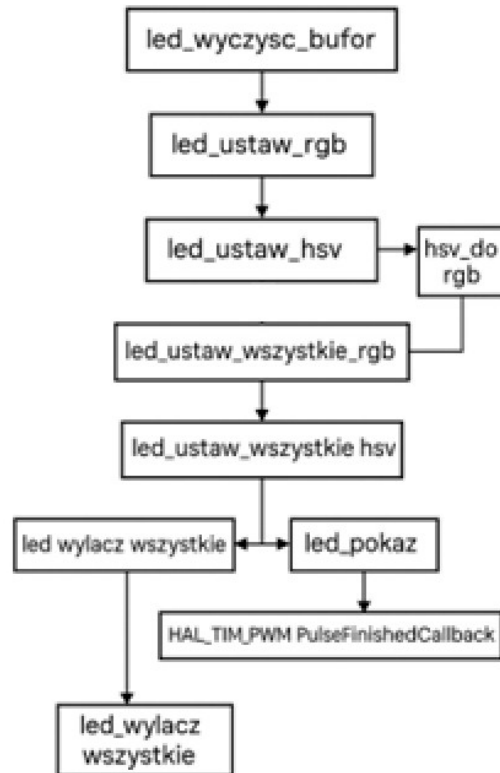 led_wyczysc_bufor
led_ustaw_rgb
led_ustaw_hsv
hsv_do
rgb
led_ustaw_wszystkie_rgb
led_ustaw_wszystkie hsv
led wylacz wszystkie
led_pokaz
HAL_TIM_PWM PulseFinishedCallback
led_wylacz
wszystkie